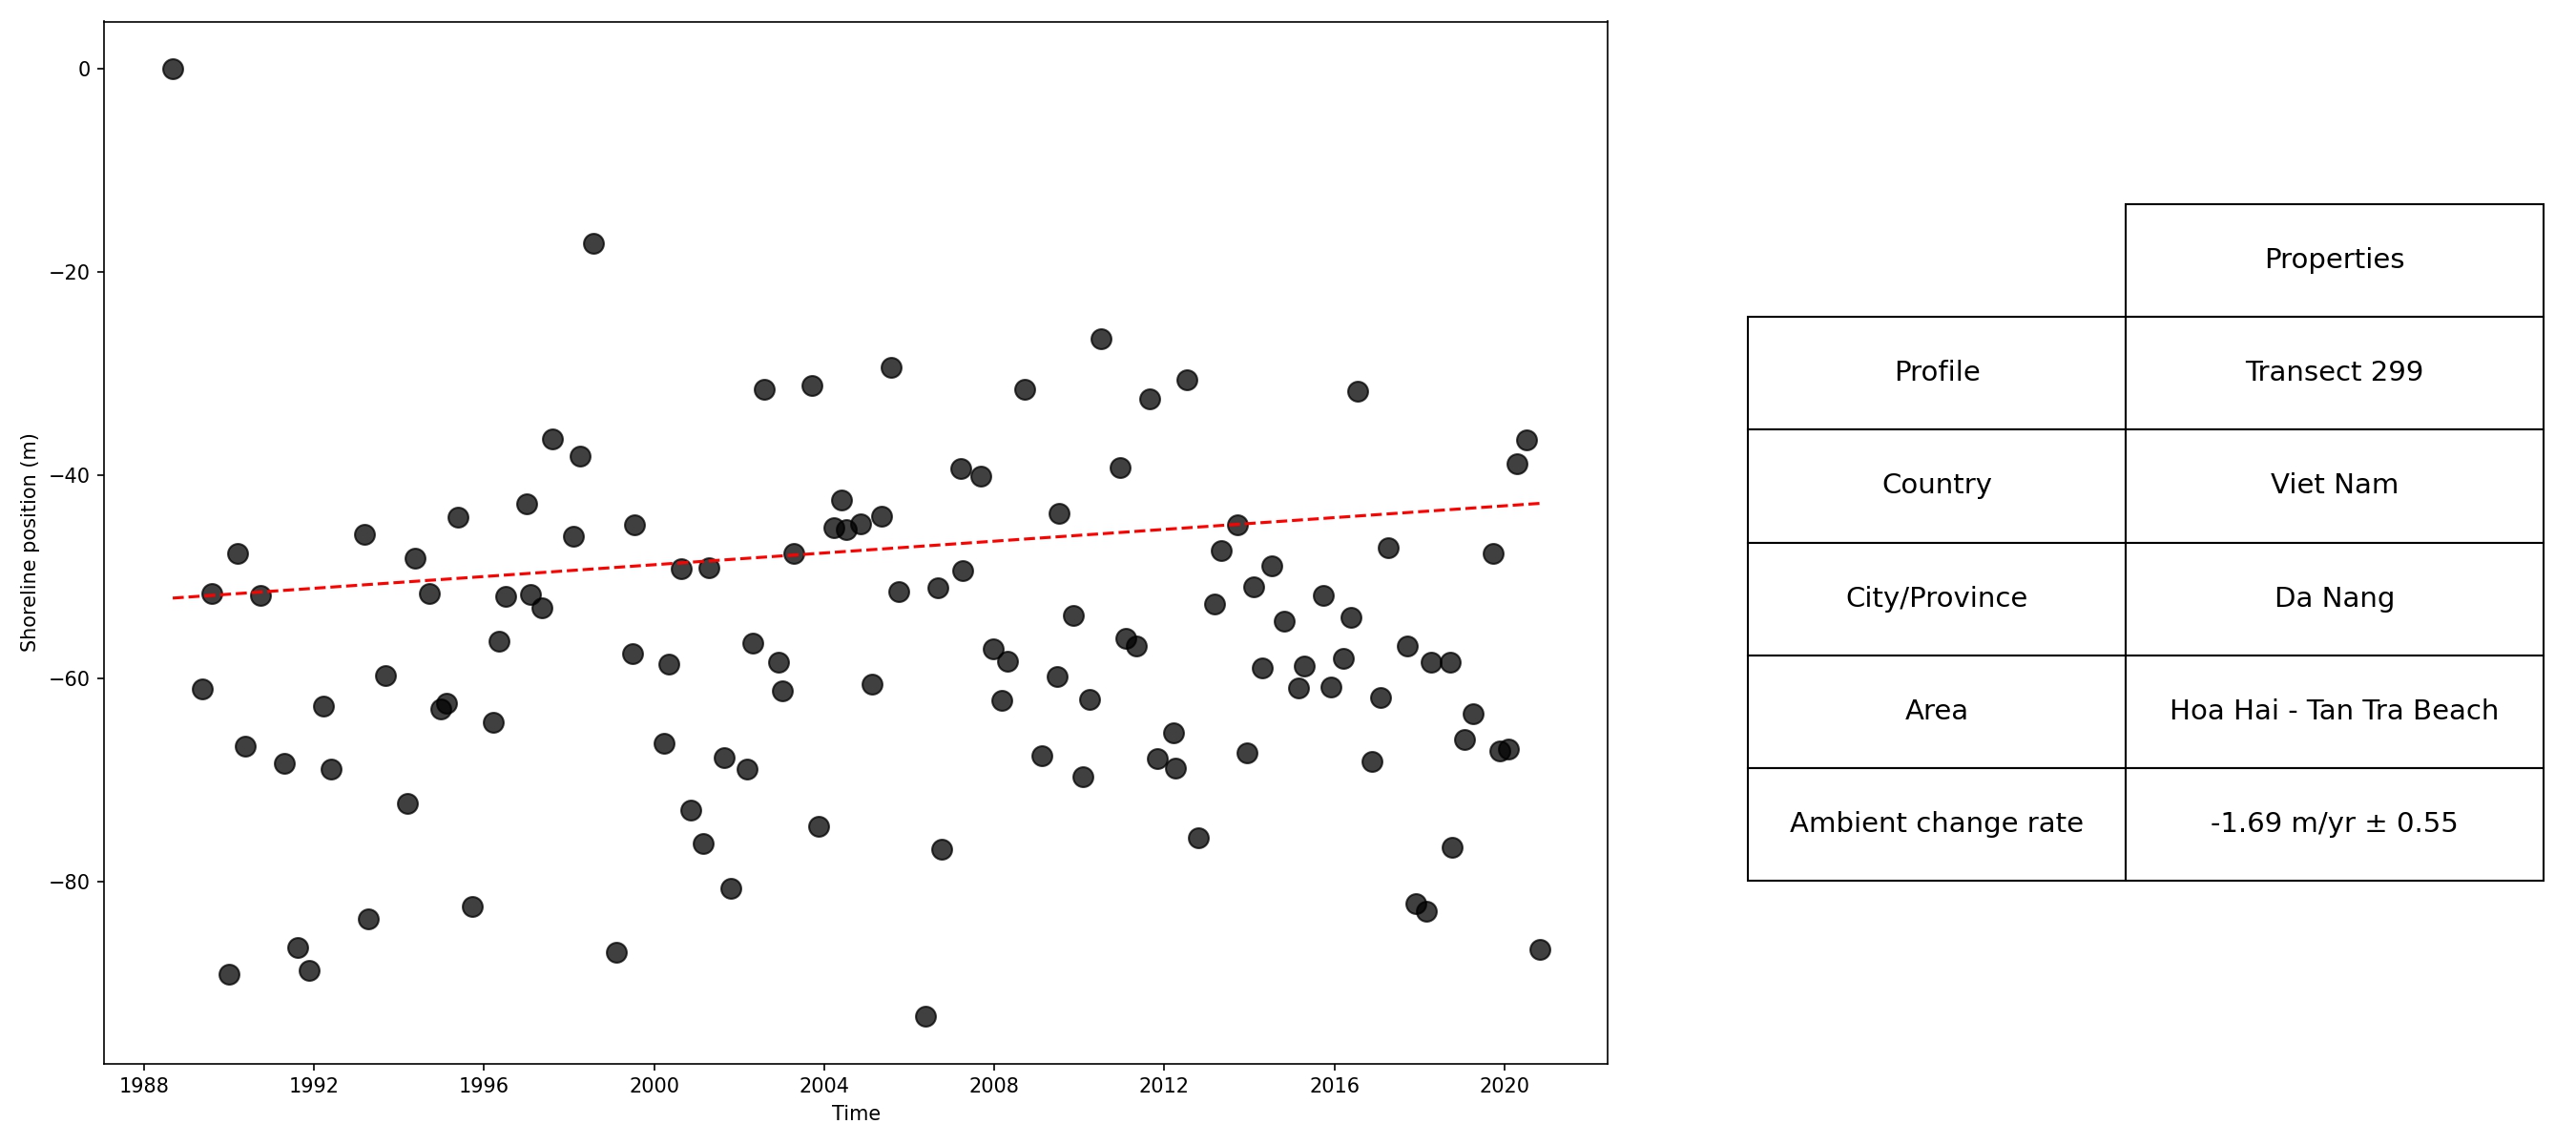 0
−20
−40
−60
−80
Shoreline position (m)
1988 1992 1996 2000 2004 2008 2012 2016 2020
Time
Properties
Profile Transect 299
Country Viet Nam
City/Province Da Nang
Area Hoa Hai - Tan Tra Beach
Ambient change rate -1.69 m/yr ± 0.55